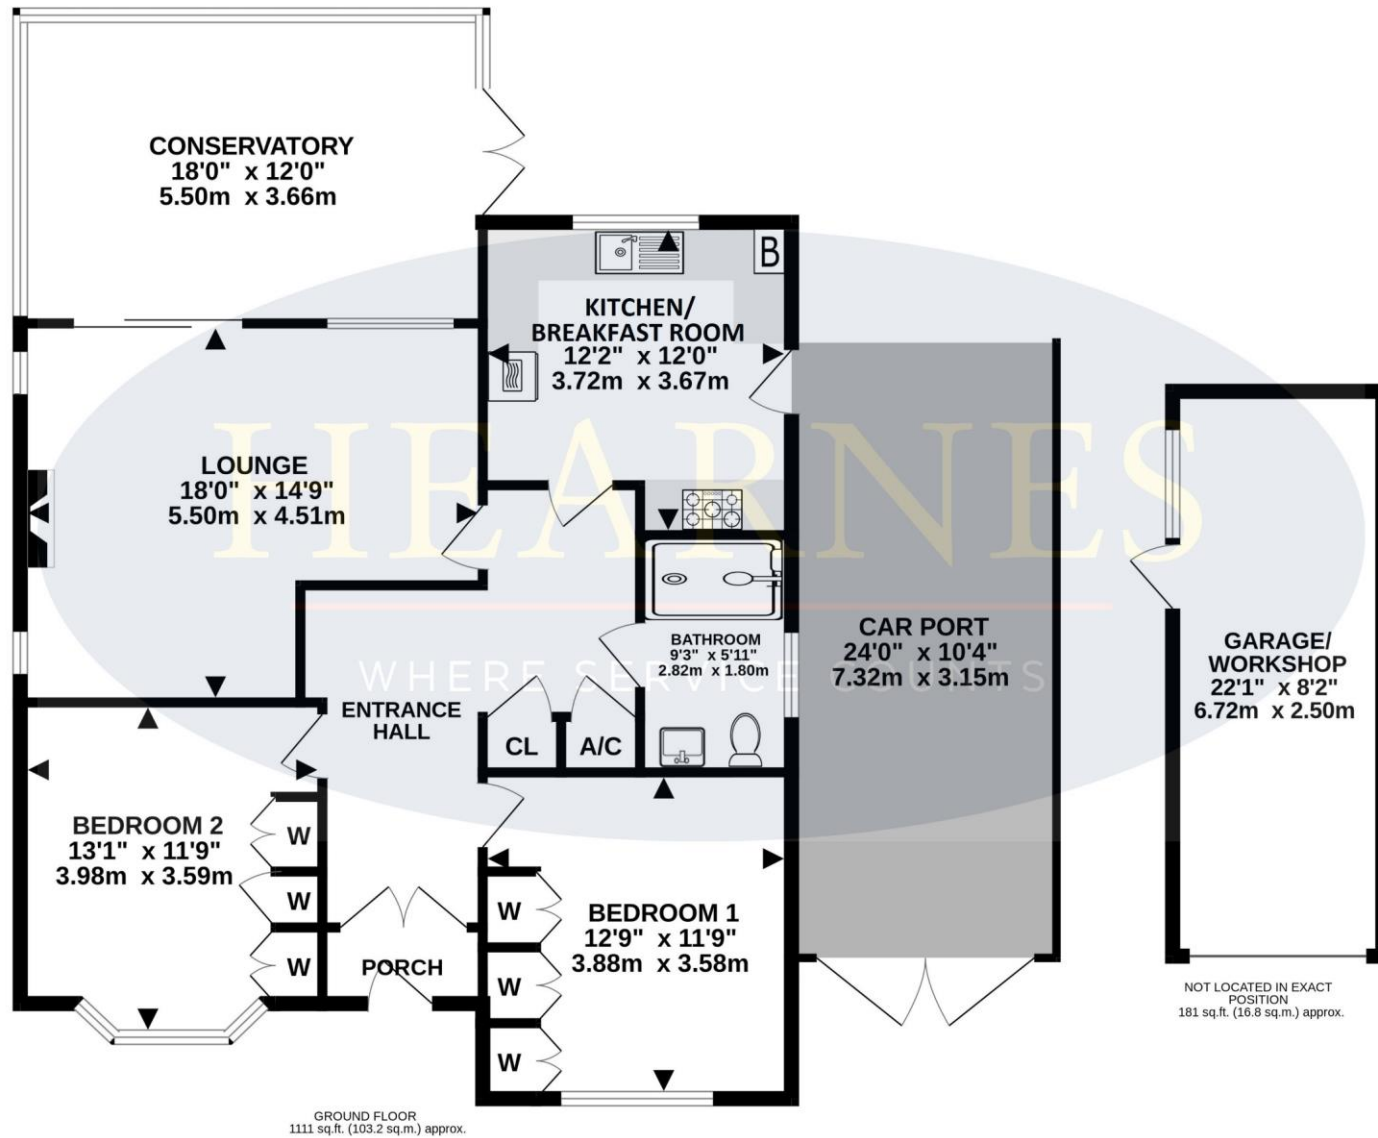 CONSERVATORY
18'0" x 12'0"
5.50m x 3.66m
B
KITCHEN/
BREAKFAST ROOM
12'2" x 12'0"
3.72m x 3.67m
HEARNES
WHERE SERVICE COUNTS
LOUNGE
18'0" x 14'9"
5.50m x 4.51m
BATHROOM
9'3" x 5'11"
2.82m x 1.80m
CAR PORT
24'0" x 10'4"
7.32m x 3.15m
GARAGE/
WORKSHOP
22'1" x 8'2"
6.72m x 2.50m
ENTRANCE
HALL
CL
A/C
BEDROOM 2
13'1" x 11'9"
3.98m x 3.59m
W
W
W
PORCH
BEDROOM 1
12'9" x 11'9"
3.88m x 3.58m
W
W
W
NOT LOCATED IN EXACT
POSITION
181 sq.ft. (16.8 sq.m.) approx.
GROUND FLOOR
1111 sq.ft. (103.2 sq.m.) approx.